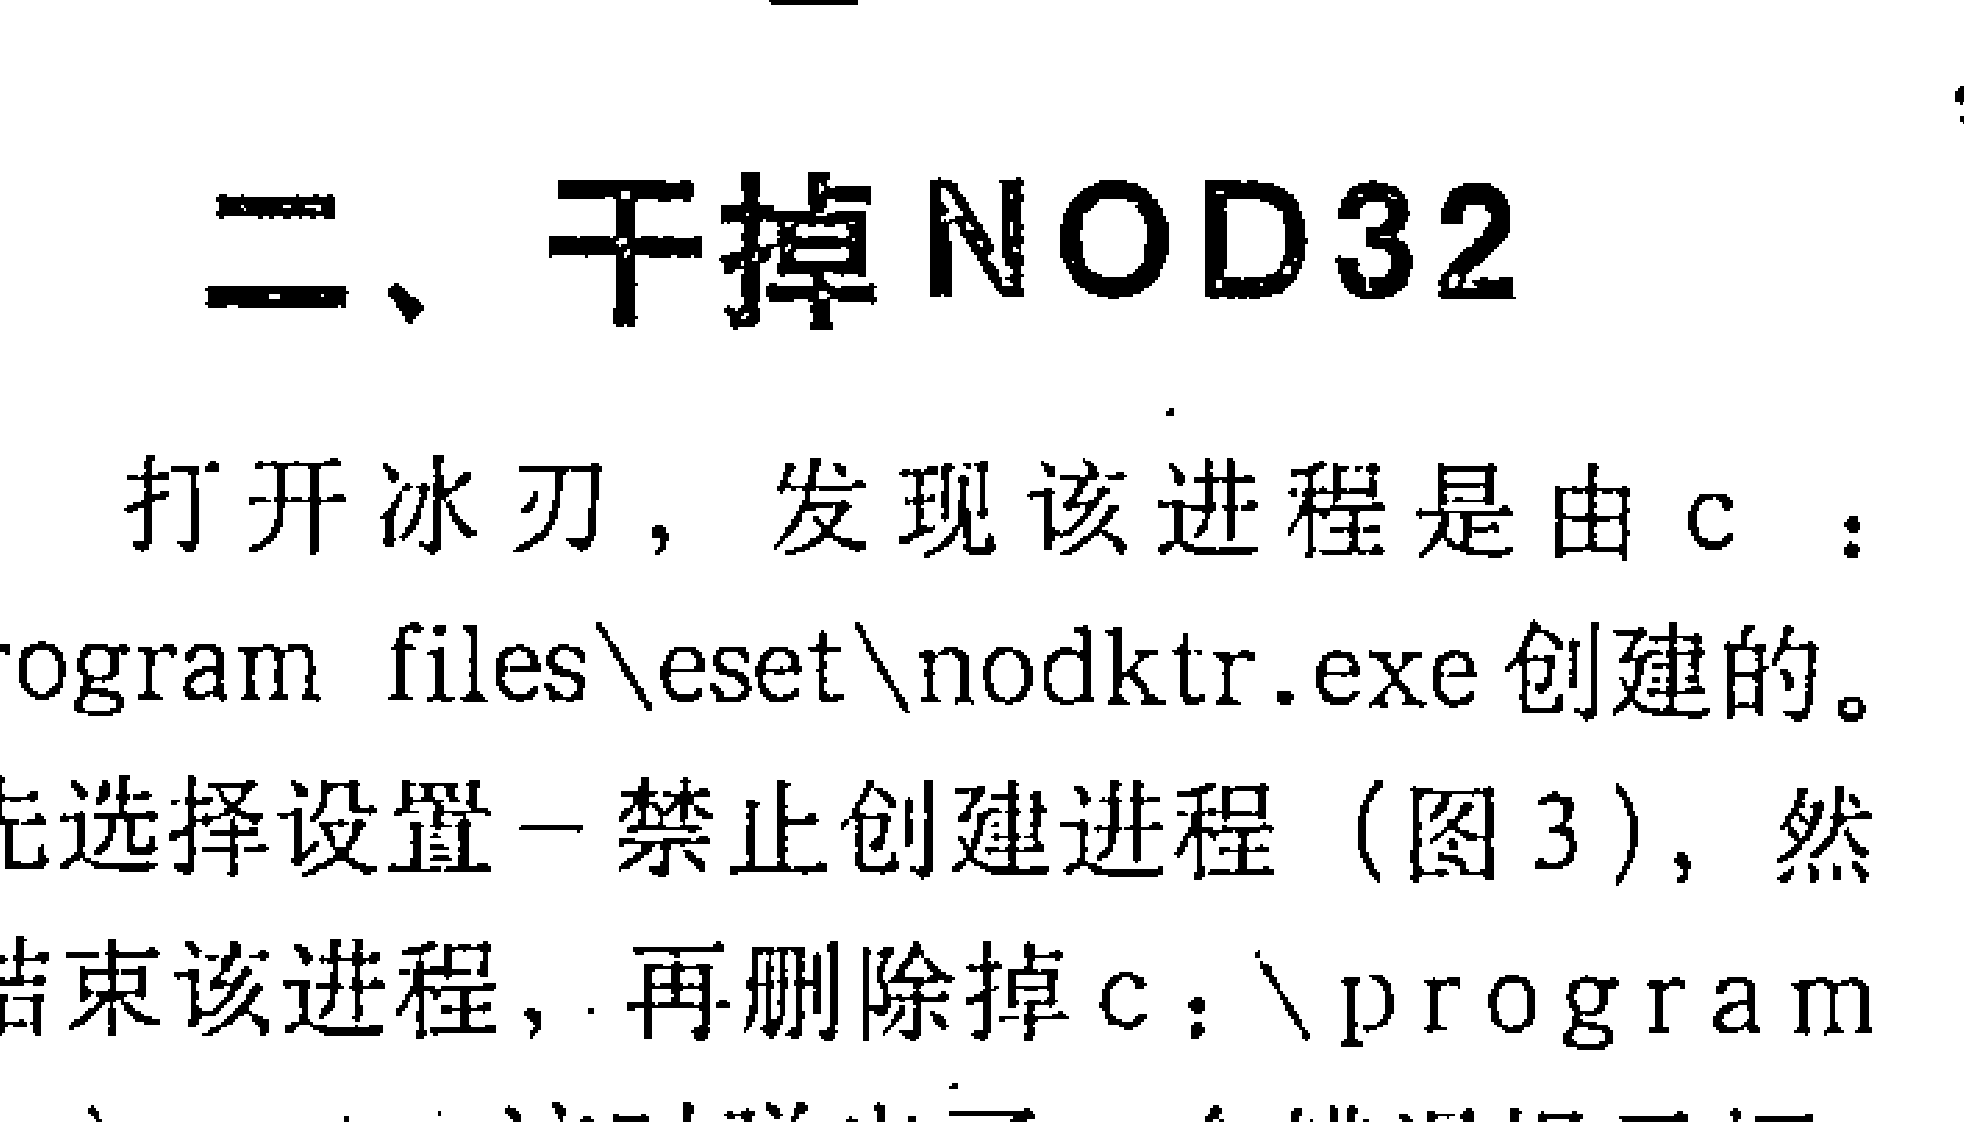 二、干掉NOD32
打开冰刃，发现该进程是由c：
rogram files\eset\nodktr.exe创建的。
先选择设置－禁止创建进程（图3），然
结束该进程，再删除掉c：\program